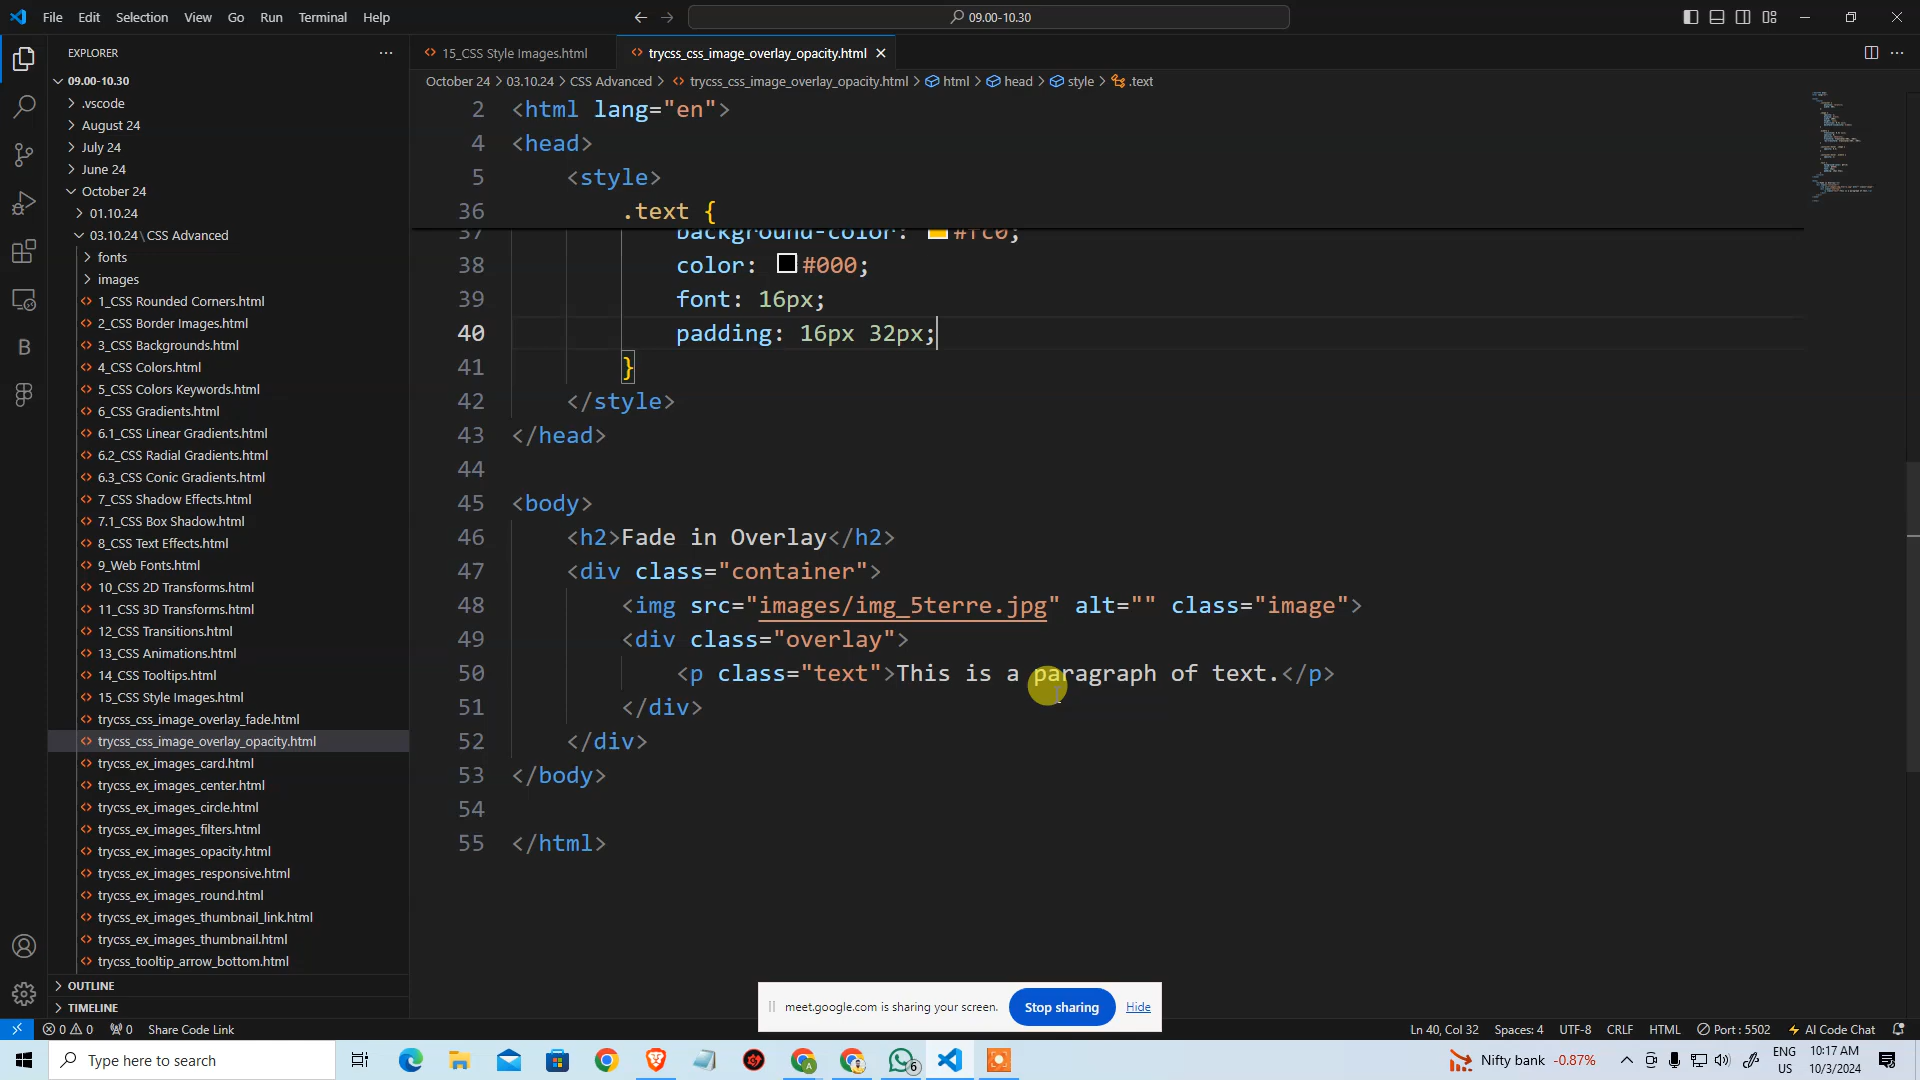 File Edit Selection View Go Run Terminal Help
09.00-10.30
EXPLORER
15_CSS Style Images.html
trycss_css_image_overlay_opacity.html
09.00-10.30
October 24 > 03.10.24 > CSS Advanced > trycss_css_image_overlay_opacity.html > html > head > style > .text
.vscode
August 24
July 24
June 24
October 24
01.10.24
03.10.24 \ CSS Advanced
fonts
images
1_CSS Rounded Corners.html
2_CSS Border Images.html
3_CSS Backgrounds.html
4_CSS Colors.html
5_CSS Colors Keywords.html
6_CSS Gradients.html
6.1_CSS Linear Gradients.html
6.2_CSS Radial Gradients.html
6.3_CSS Conic Gradients.html
7_CSS Shadow Effects.html
7.1_CSS Box Shadow.html
8_CSS Text Effects.html
9_Web Fonts.html
10_CSS 2D Transforms.html
11_CSS 3D Transforms.html
12_CSS Transitions.html
13_CSS Animations.html
14_CSS Tooltips.html
15_CSS Style Images.html
trycss_css_image_overlay_fade.html
trycss_css_image_overlay_opacity.html
trycss_ex_images_card.html
trycss_ex_images_center.html
trycss_ex_images_circle.html
trycss_ex_images_filters.html
trycss_ex_images_opacity.html
trycss_ex_images_responsive.html
trycss_ex_images_round.html
trycss_ex_images_thumbnail_link.html
trycss_ex_images_thumbnail.html
trycss_tooltip_arrow_bottom.html
OUTLINE
TIMELINE
2 <html lang="en">
4 <head>
5 <style>
36 .text {
37 background-color: #fc0;
38 color: #000;
39 font: 16px;
40 padding: 16px 32px;
41 }
42 </style>
43 </head>
44
45 <body>
46 <h2>Fade in Overlay</h2>
47 <div class="container">
48 <img src="images/img_5terre.jpg" alt="" class="image">
49 <div class="overlay">
50 <p class="text">This is a paragraph of text.</p>
51 </div>
52 </div>
53 </body>
54
55 </html>
meet.google.com is sharing your screen. Stop sharing Hide
0 0 0 Share Code Link
Ln 40, Col 32 Spaces: 4 UTF-8 CRLF HTML Port : 5502 AI Code Chat
Type here to search
6
Nifty bank -0.87%
ENG
US
10:17 AM
10/3/2024